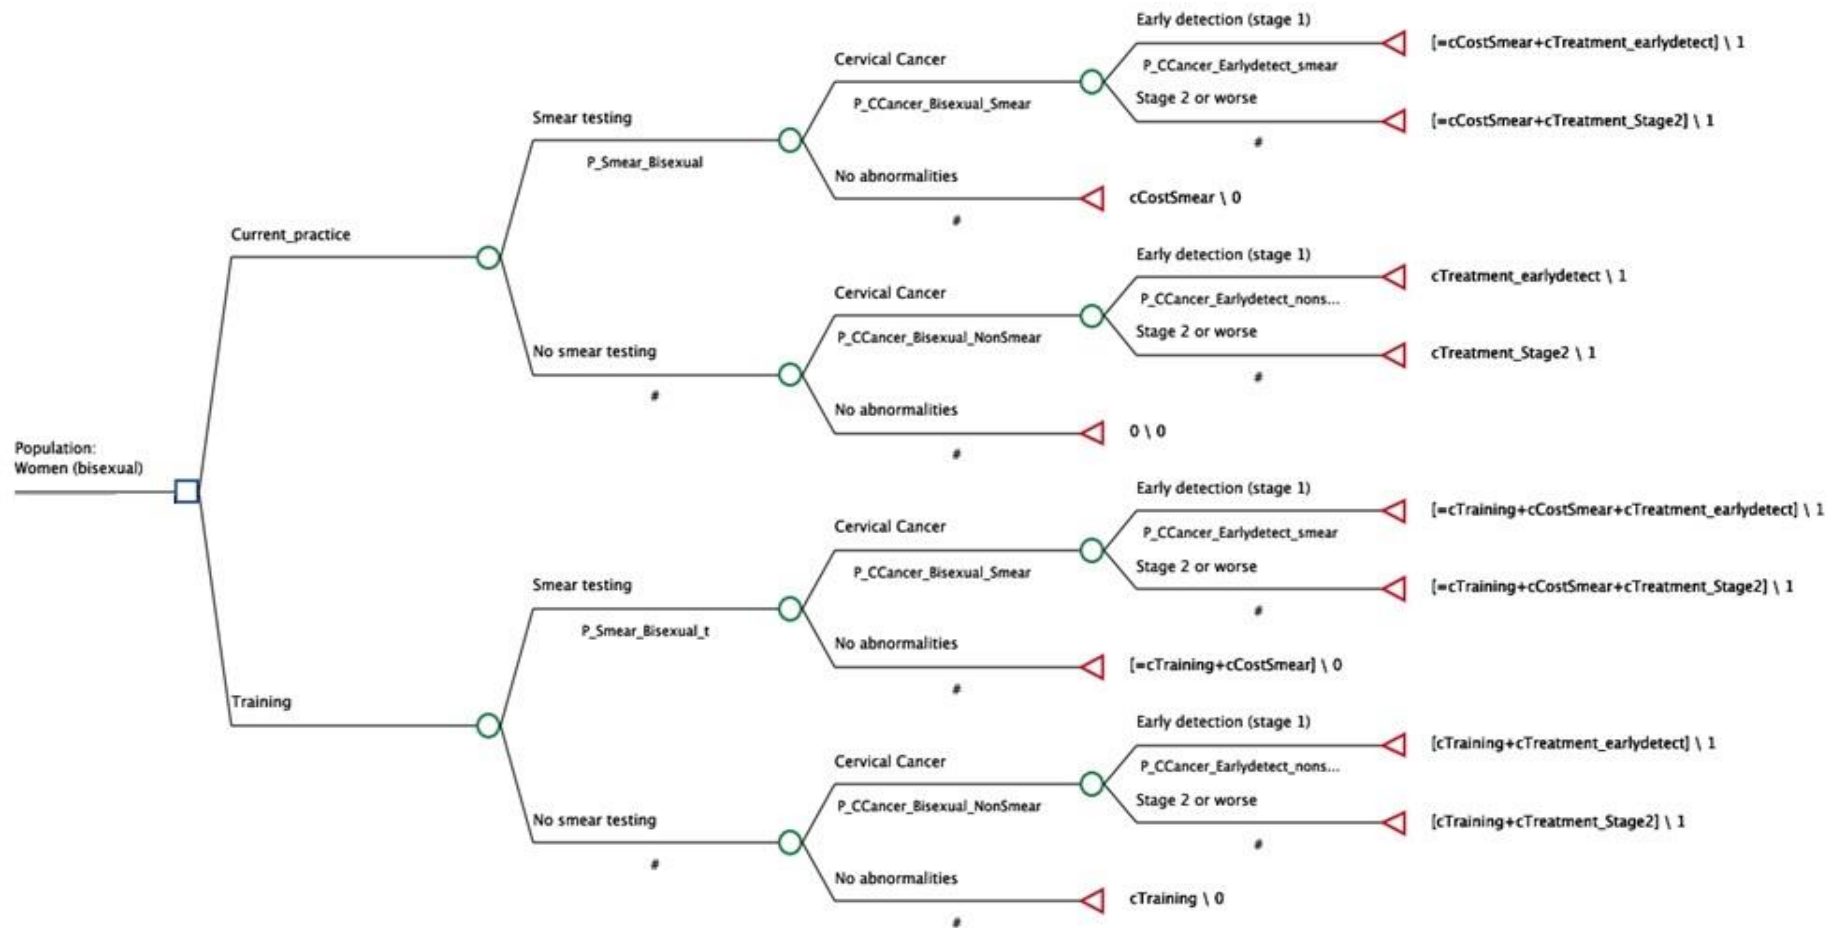 Early detection (stage 1)
[=cCostSmear+cTreatment_earlydetect] \ 1
Cervical Cancer
P_CCancer_Earlydetect_smear
Stage 2 or worse
P_CCancer_Bisexual_Smear
Smear testing
[=cCostSmear+cTreatment_Stage2] \ 1
#
P_Smear_Bisexual
No abnormalities
cCostSmear \ 0
#
Current_practice
Early detection (stage 1)
cTreatment_earlydetect \ 1
Cervical Cancer
P_CCancer_Earlydetect_nons...
Stage 2 or worse
P_CCancer_Bisexual_NonSmear
No smear testing
cTreatment_Stage2 \ 1
#
#
No abnormalities
0 \ 0
#
Population:
Women (bisexual)
Early detection (stage 1)
[=cTraining+cCostSmear+cTreatment_earlydetect] \ 1
Cervical Cancer
P_CCancer_Earlydetect_smear
Stage 2 or worse
P_CCancer_Bisexual_Smear
Smear testing
[=cTraining+cCostSmear+cTreatment_Stage2] \ 1
#
P_Smear_Bisexual_t
No abnormalities
[=cTraining+cCostSmear] \ 0
#
Training
Early detection (stage 1)
[cTraining+cTreatment_earlydetect] \ 1
Cervical Cancer
P_CCancer_Earlydetect_nons...
Stage 2 or worse
P_CCancer_Bisexual_NonSmear
No smear testing
[cTraining+cTreatment_Stage2] \ 1
#
#
No abnormalities
cTraining \ 0
#